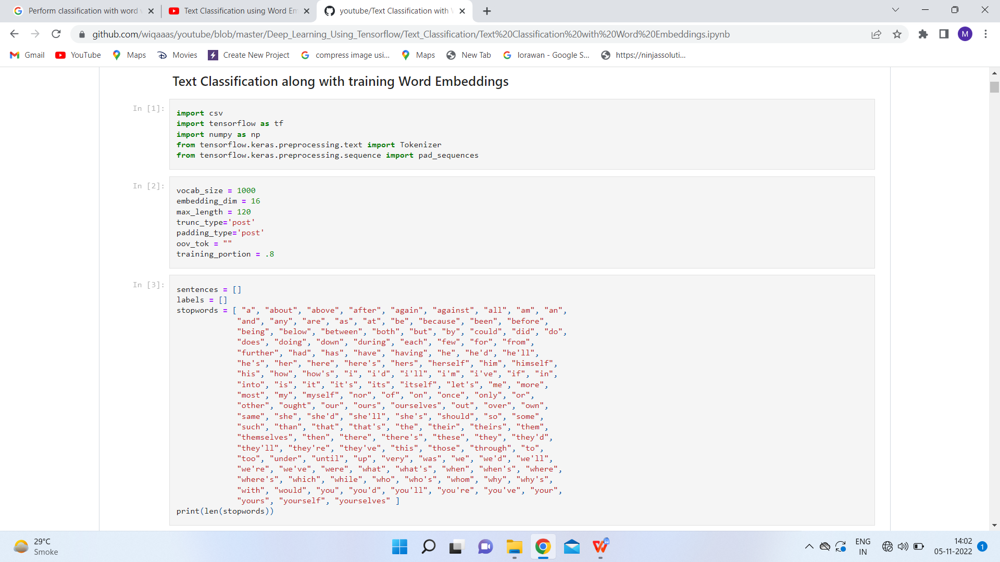 Perform classification with word
Text Classification using Word Em
youtube/Text Classification with
github.com/wiqaaas/youtube/blob/master/Deep_Learning_Using_Tensorflow/Text_Classification/Text%20Classification%20with%20Word%20Embeddings.ipynb
M
Gmail
YouTube
Maps
Movies
Create New Project
compress image usi...
Maps
New Tab
lorawan - Google S...
https://ninjassoluti...
Text Classification along with training Word Embeddings
In [1]:
import csv
import tensorflow as tf
import numpy as np
from tensorflow.keras.preprocessing.text import Tokenizer
from tensorflow.keras.preprocessing.sequence import pad_sequences
In [2]:
vocab_size = 1000
embedding_dim = 16
max_length = 120
trunc_type='post'
padding_type='post'
oov_tok = ""
training_portion = .8
In [3]:
sentences = []
labels = []
stopwords = [ "a", "about", "above", "after", "again", "against", "all", "am", "an",
"and", "any", "are", "as", "at", "be", "because", "been", "before",
"being", "below", "between", "both", "but", "by", "could", "did", "do",
"does", "doing", "down", "during", "each", "few", "for", "from",
"further", "had", "has", "have", "having", "he", "he'd", "he'll",
"he's", "her", "here", "here's", "hers", "herself", "him", "himself",
"his", "how", "how's", "i", "i'd", "i'll", "i'm", "i've", "if", "in",
"into", "is", "it", "it's", "its", "itself", "let's", "me", "more",
"most", "my", "myself", "nor", "of", "on", "once", "only", "or",
"other", "ought", "our", "ours", "ourselves", "out", "over", "own",
"same", "she", "she'd", "she'll", "she's", "should", "so", "some",
"such", "than", "that", "that's", "the", "their", "theirs", "them",
"themselves", "then", "there", "there's", "these", "they", "they'd",
"they'll", "they're", "they've", "this", "those", "through", "to",
"too", "under", "until", "up", "very", "was", "we", "we'd", "we'll",
"we're", "we've", "were", "what", "what's", "when", "when's", "where",
"where's", "which", "while", "who", "who's", "whom", "why", "why's",
"with", "would", "you", "you'd", "you'll", "you're", "you've", "your",
"yours", "yourself", "yourselves" ]
print(len(stopwords))
29°C
Smoke
ENG
IN
14:02
05-11-2022
1